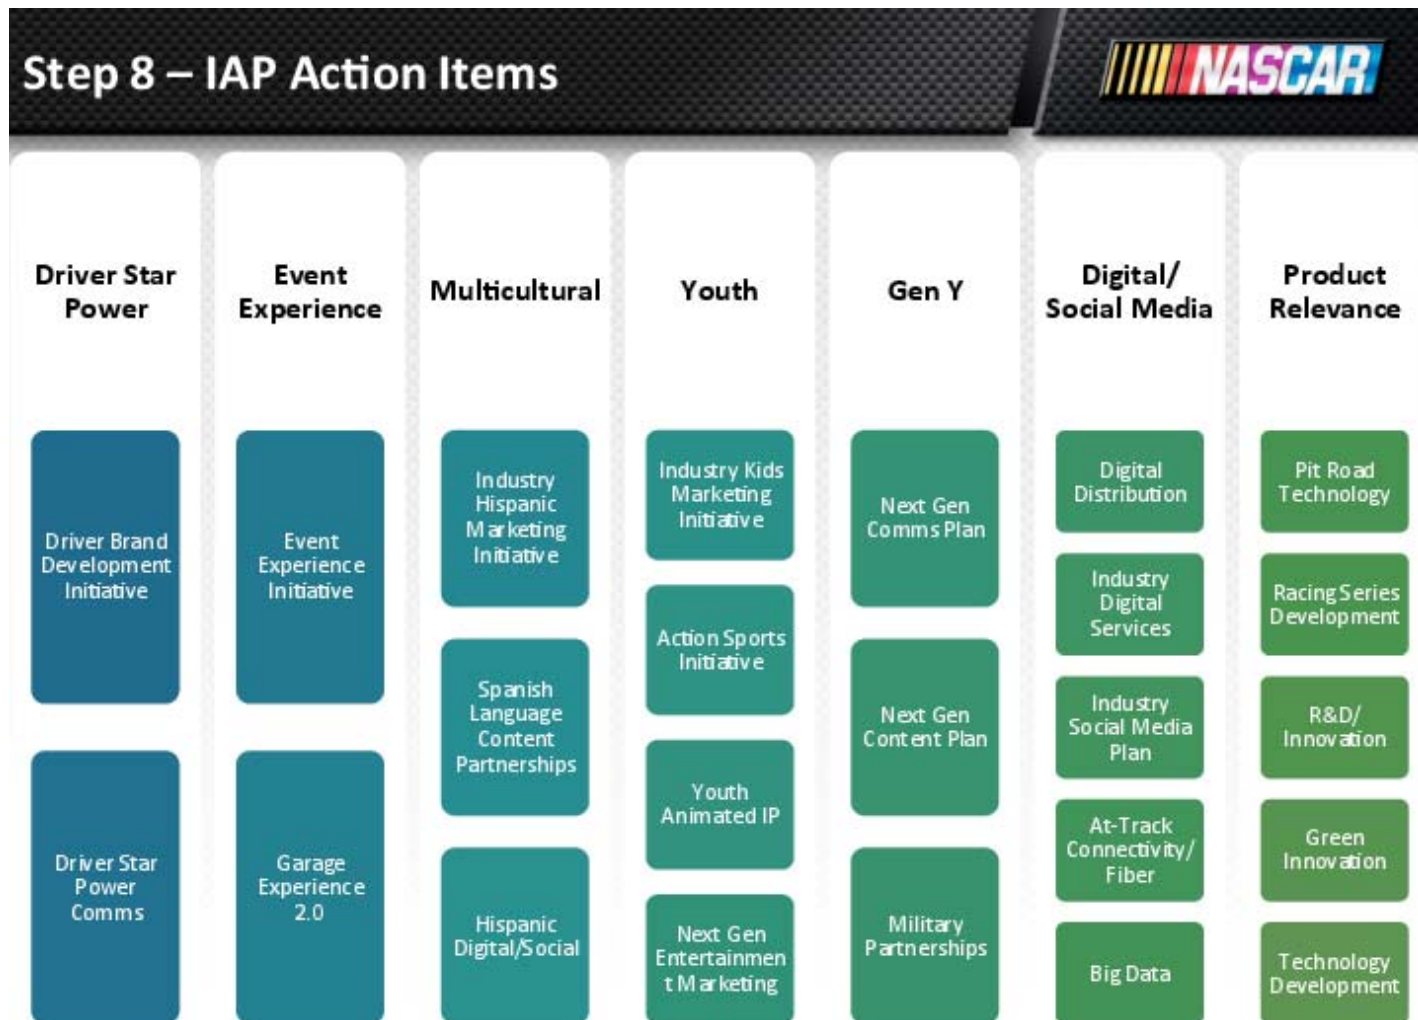 Step 8 – IAP Action Items
NASCAR
Driver Star
Power
Driver Brand
Development
Initiative
Driver Star
Power
Comms
Event
Experience
Event
Experience
Initiative
Garage
Experience
2.0
Multicultural
Industry
Hispanic
Marketing
Initiative
Spanish
Language
Content
Partnerships
Hispanic
Digital/Social
Youth
Industry Kids
Marketing
Initiative
Action Sports
Initiative
Youth
Animated IP
Next Gen
Entertainmen
t Marketing
Gen Y
Next Gen
Comms Plan
Next Gen
Content Plan
Military
Partnerships
Digital/
Social Media
Digital
Distribution
Industry
Digital
Services
Industry
Social Media
Plan
At-Track
Connectivity/
Fiber
Big Data
Product
Relevance
Pit Road
Technology
Racing Series
Development
R&D/
Innovation
Green
Innovation
Technology
Development